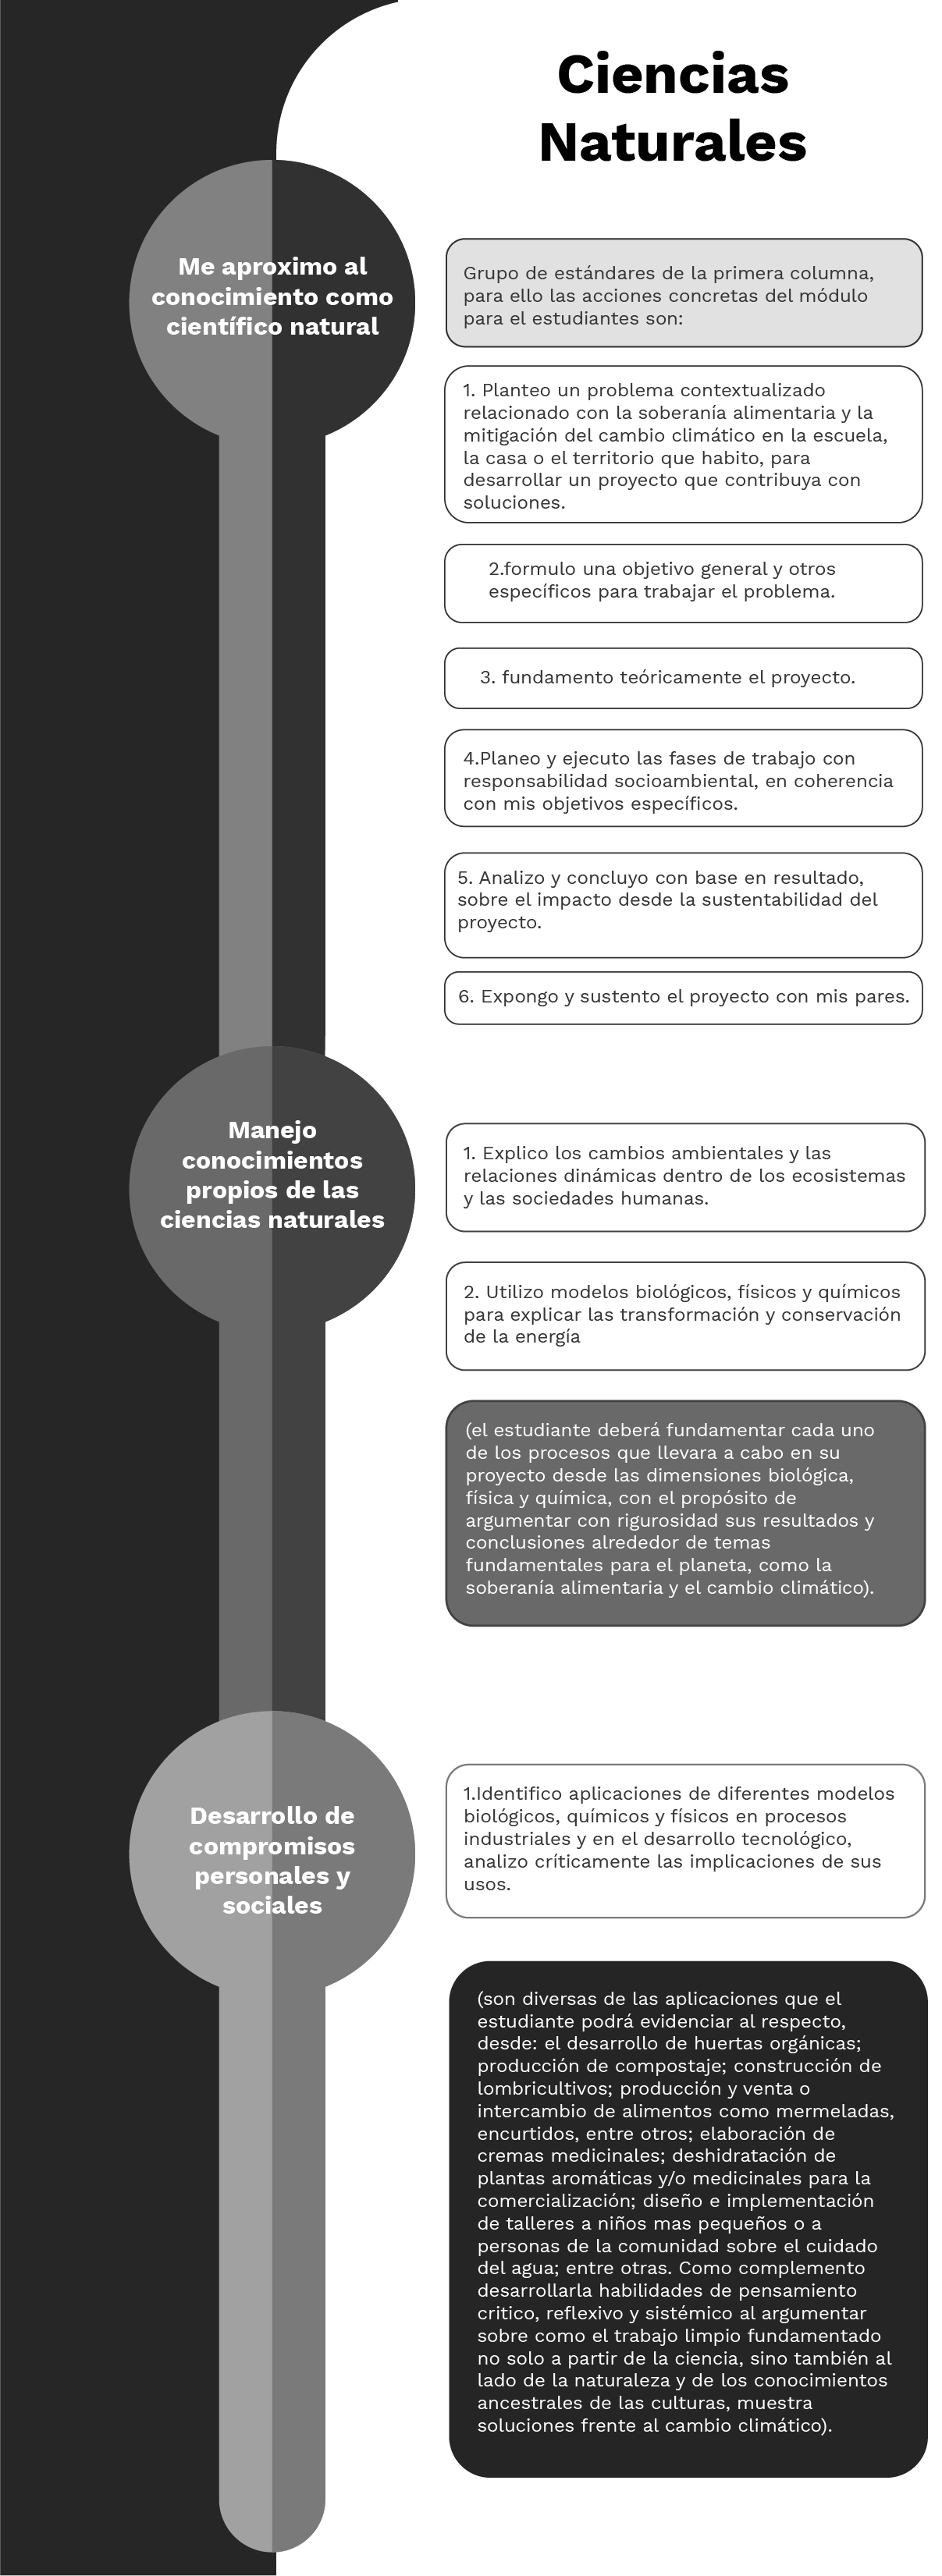 Ciencias
Naturales
Me aproximo al
conocimiento como
científico natural
Grupo de estándares de la primera columna,
para ello las acciones concretas del módulo
para el estudiantes son:
1. Planteo un problema contextualizado
relacionado con la soberanía alimentaria y la
mitigación del cambio climático en la escuela,
la casa o el territorio que habito, para
desarrollar un proyecto que contribuya con
soluciones.
2.formulo una objetivo general y otros
específicos para trabajar el problema.
3. fundamento teóricamente el proyecto.
4.Planeo y ejecuto las fases de trabajo con
responsabilidad socioambiental, en coherencia
con mis objetivos específicos.
5. Analizo y concluyo con base en resultado,
sobre el impacto desde la sustentabilidad del
proyecto.
6. Expongo y sustento el proyecto con mis pares.
Manejo
conocimientos
propios de las
ciencias naturales
1. Explico los cambios ambientales y las
relaciones dinámicas dentro de los ecosistemas
y las sociedades humanas.
2. Utilizo modelos biológicos, físicos y químicos
para explicar las transformación y conservación
de la energía
(el estudiante deberá fundamentar cada uno
de los procesos que llevara a cabo en su
proyecto desde las dimensiones biológica,
física y química, con el propósito de
argumentar con rigurosidad sus resultados y
conclusiones alrededor de temas
fundamentales para el planeta, como la
soberanía alimentaria y el cambio climático).
Desarrollo de
compromisos
personales y
sociales
1.Identifico aplicaciones de diferentes modelos
biológicos, químicos y físicos en procesos
industriales y en el desarrollo tecnológico,
analizo críticamente las implicaciones de sus
usos.
(son diversas de las aplicaciones que el
estudiante podrá evidenciar al respecto,
desde: el desarrollo de huertas orgánicas;
producción de compostaje; construcción de
lombricultivos; producción y venta o
intercambio de alimentos como mermeladas,
encurtidos, entre otros; elaboración de
cremas medicinales; deshidratación de
plantas aromáticas y/o medicinales para la
comercialización; diseño e implementación
de talleres a niños mas pequeños o a
personas de la comunidad sobre el cuidado
del agua; entre otras. Como complemento
desarrollarla habilidades de pensamiento
critico, reflexivo y sistémico al argumentar
sobre como el trabajo limpio fundamentado
no solo a partir de la ciencia, sino también al
lado de la naturaleza y de los conocimientos
ancestrales de las culturas, muestra
soluciones frente al cambio climático).